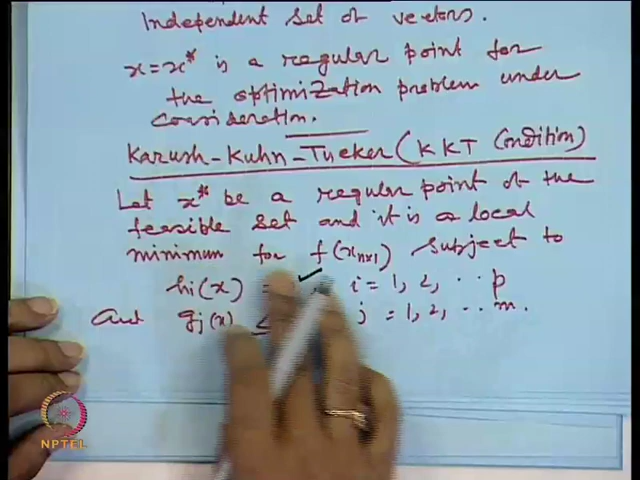 Independent set of vectors.
x=x* is a regular point for
the optimization problem under
consideration.
Karush-Kuhn-Tucker (KKT Condition)
Let x* be a regular point of the
feasible set and it is a local
minimum for f(x_{n×1}) subject to
hi(x) = i = 1, 2, ·· p
and gj(x) ≤ j = 1, 2, ·· m.
NPTEL